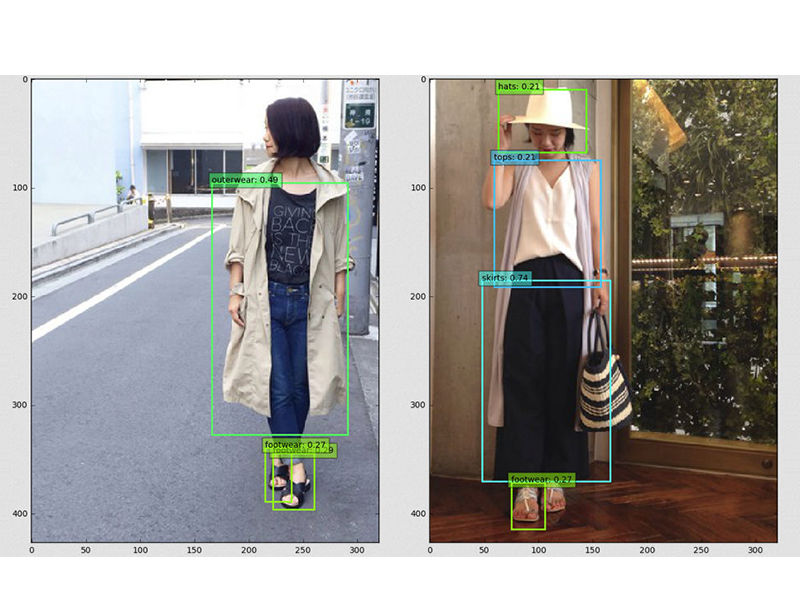 0
100
200
300
400
0
50
100
150
200
250
300
outerwear: 0.49
footwear: 0.27
footwear: 0.29
GIVING
BACK
IS THE
NEW
BLACK
L-19
0
100
200
300
400
0
50
100
150
200
250
300
hats: 0.21
tops: 0.21
skirts: 0.74
footwear: 0.27